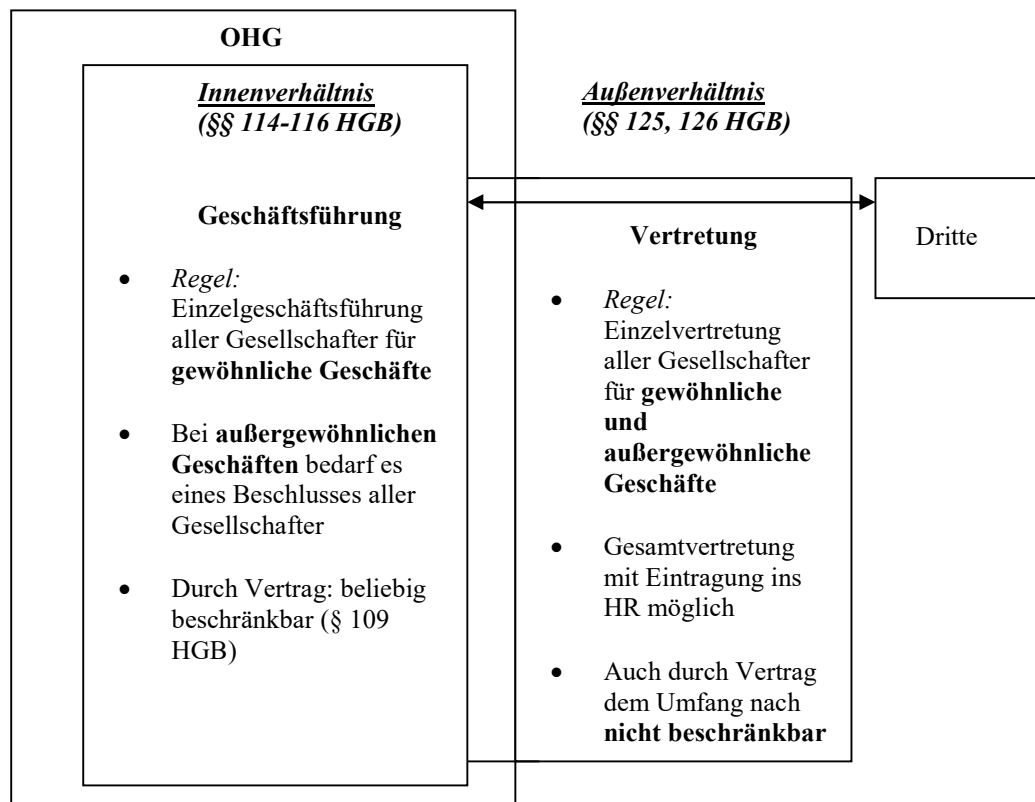 OHG
Innenverhältnis
(§§ 114-116 HGB)
Geschäftsführung
• Regel:
Einzelgeschäftsführung
aller Gesellschafter für
gewöhnliche Geschäfte
• Bei außergewöhnlichen
Geschäften bedarf es
eines Beschlusses aller
Gesellschafter
• Durch Vertrag: beliebig
beschränkbar (§ 109
HGB)
Außenverhältnis
(§§ 125, 126 HGB)
Vertretung
• Regel:
Einzelvertretung
aller Gesellschafter
für gewöhnliche
und
außergewöhnliche
Geschäfte
• Gesamtvertretung
mit Eintragung ins
HR möglich
• Auch durch Vertrag
dem Umfang nach
nicht beschränkbar
Dritte